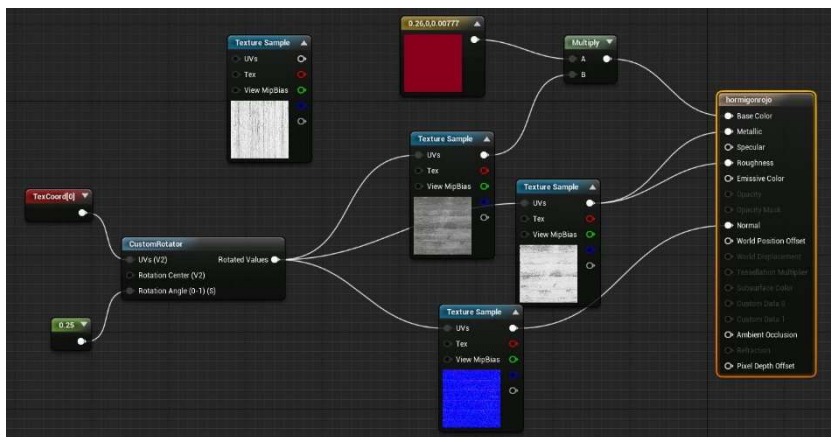 Texture Sample
UVs
Tex
View MipBias
0.26,0,0.00777
Multiply
A
B
hormigonrojo
Base Color
Metallic
Specular
Roughness
Emissive Color
Opacity
Opacity Mask
Normal
World Position Offset
World Displacement
Tessellation Multiplier
Subsurface Color
Custom Data 0
Custom Data 1
Ambient Occlusion
Refraction
Pixel Depth Offset
Texture Sample
UVs
Tex
View MipBias
Texture Sample
UVs
Tex
View MipBias
TexCoord[0]
CustomRotator
UVs (V2)
Rotated Values
Rotation Center (V2)
Rotation Angle (0-1) (S)
0.25
Texture Sample
UVs
Tex
View MipBias